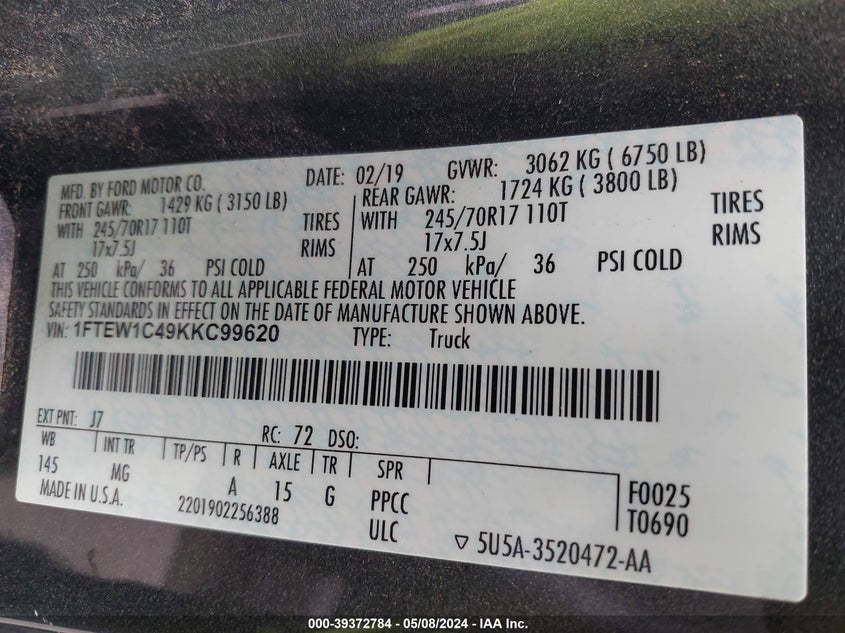 MFD. BY FORD MOTOR CO. DATE: 02/19 GVWR: 3062 KG ( 6750 LB)
FRONT GAWR: 1429 KG ( 3150 LB) REAR GAWR: 1724 KG ( 3800 LB)
WITH 245/70R17 110T TIRES WITH 245/70R17 110T TIRES
17x7.5J RIMS 17x7.5J RIMS
AT 250 kPa/ 36 PSI COLD AT 250 kPa/ 36 PSI COLD
THIS VEHICLE CONFORMS TO ALL APPLICABLE FEDERAL MOTOR VEHICLE
SAFETY STANDARDS IN EFFECT ON THE DATE OF MANUFACTURE SHOWN ABOVE.
VIN: 1FTEW1C49KKC99620 TYPE: Truck
EXT PNT: J7 RC: 72 DSO:
WB INT TR TP/PS R AXLE TR SPR
145 MG A 15 G PPCC F0025
MADE IN U.S.A. 2201902256388 ULC T0690
▽ 5U5A-3520472-AA
000-39372784 - 05/08/2024 - IAA Inc.